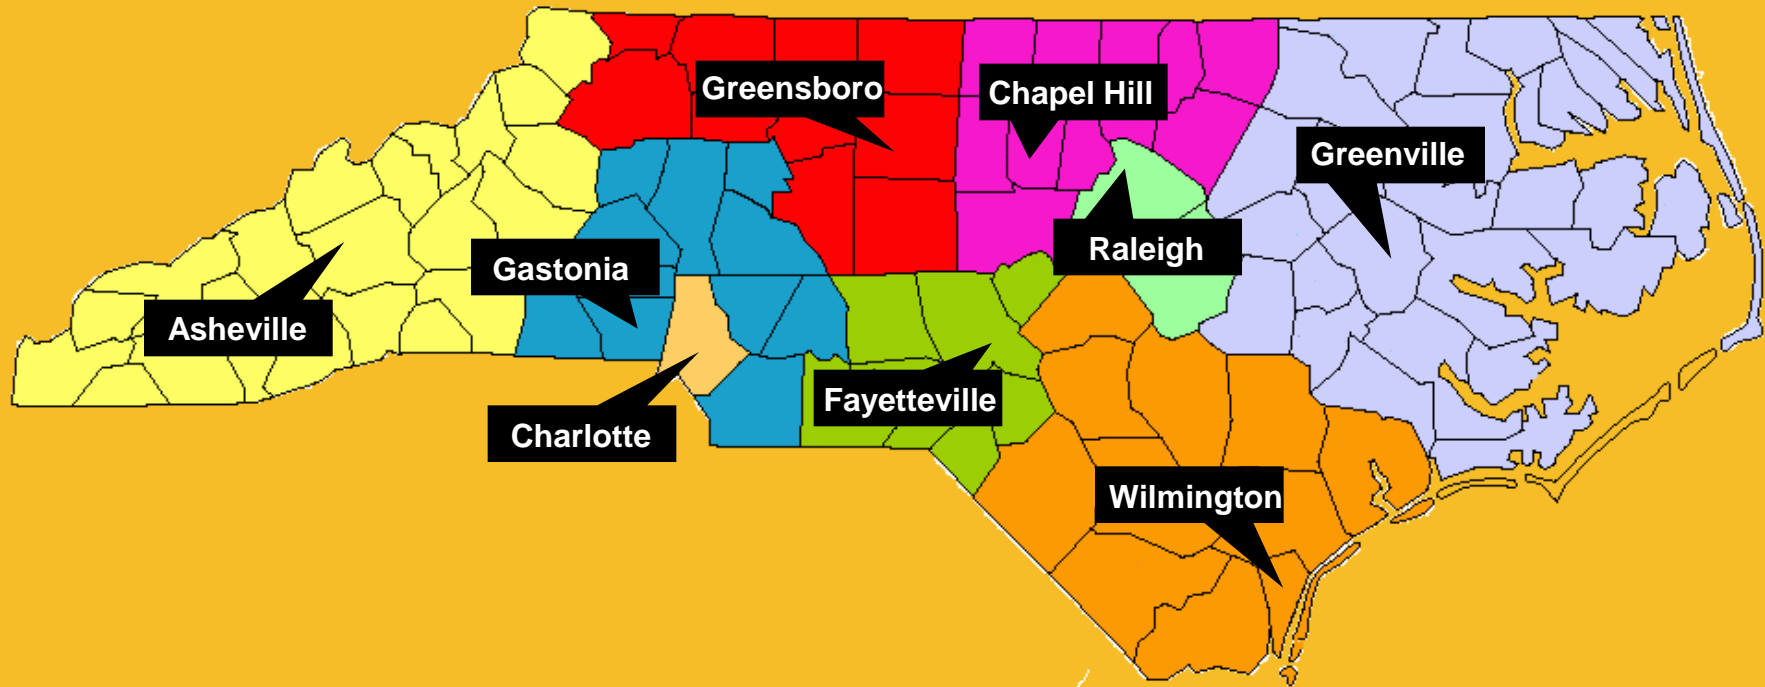 Greensboro
Chapel Hill
Greenville
Raleigh
Gastonia
Asheville
Fayetteville
Charlotte
Wilmington